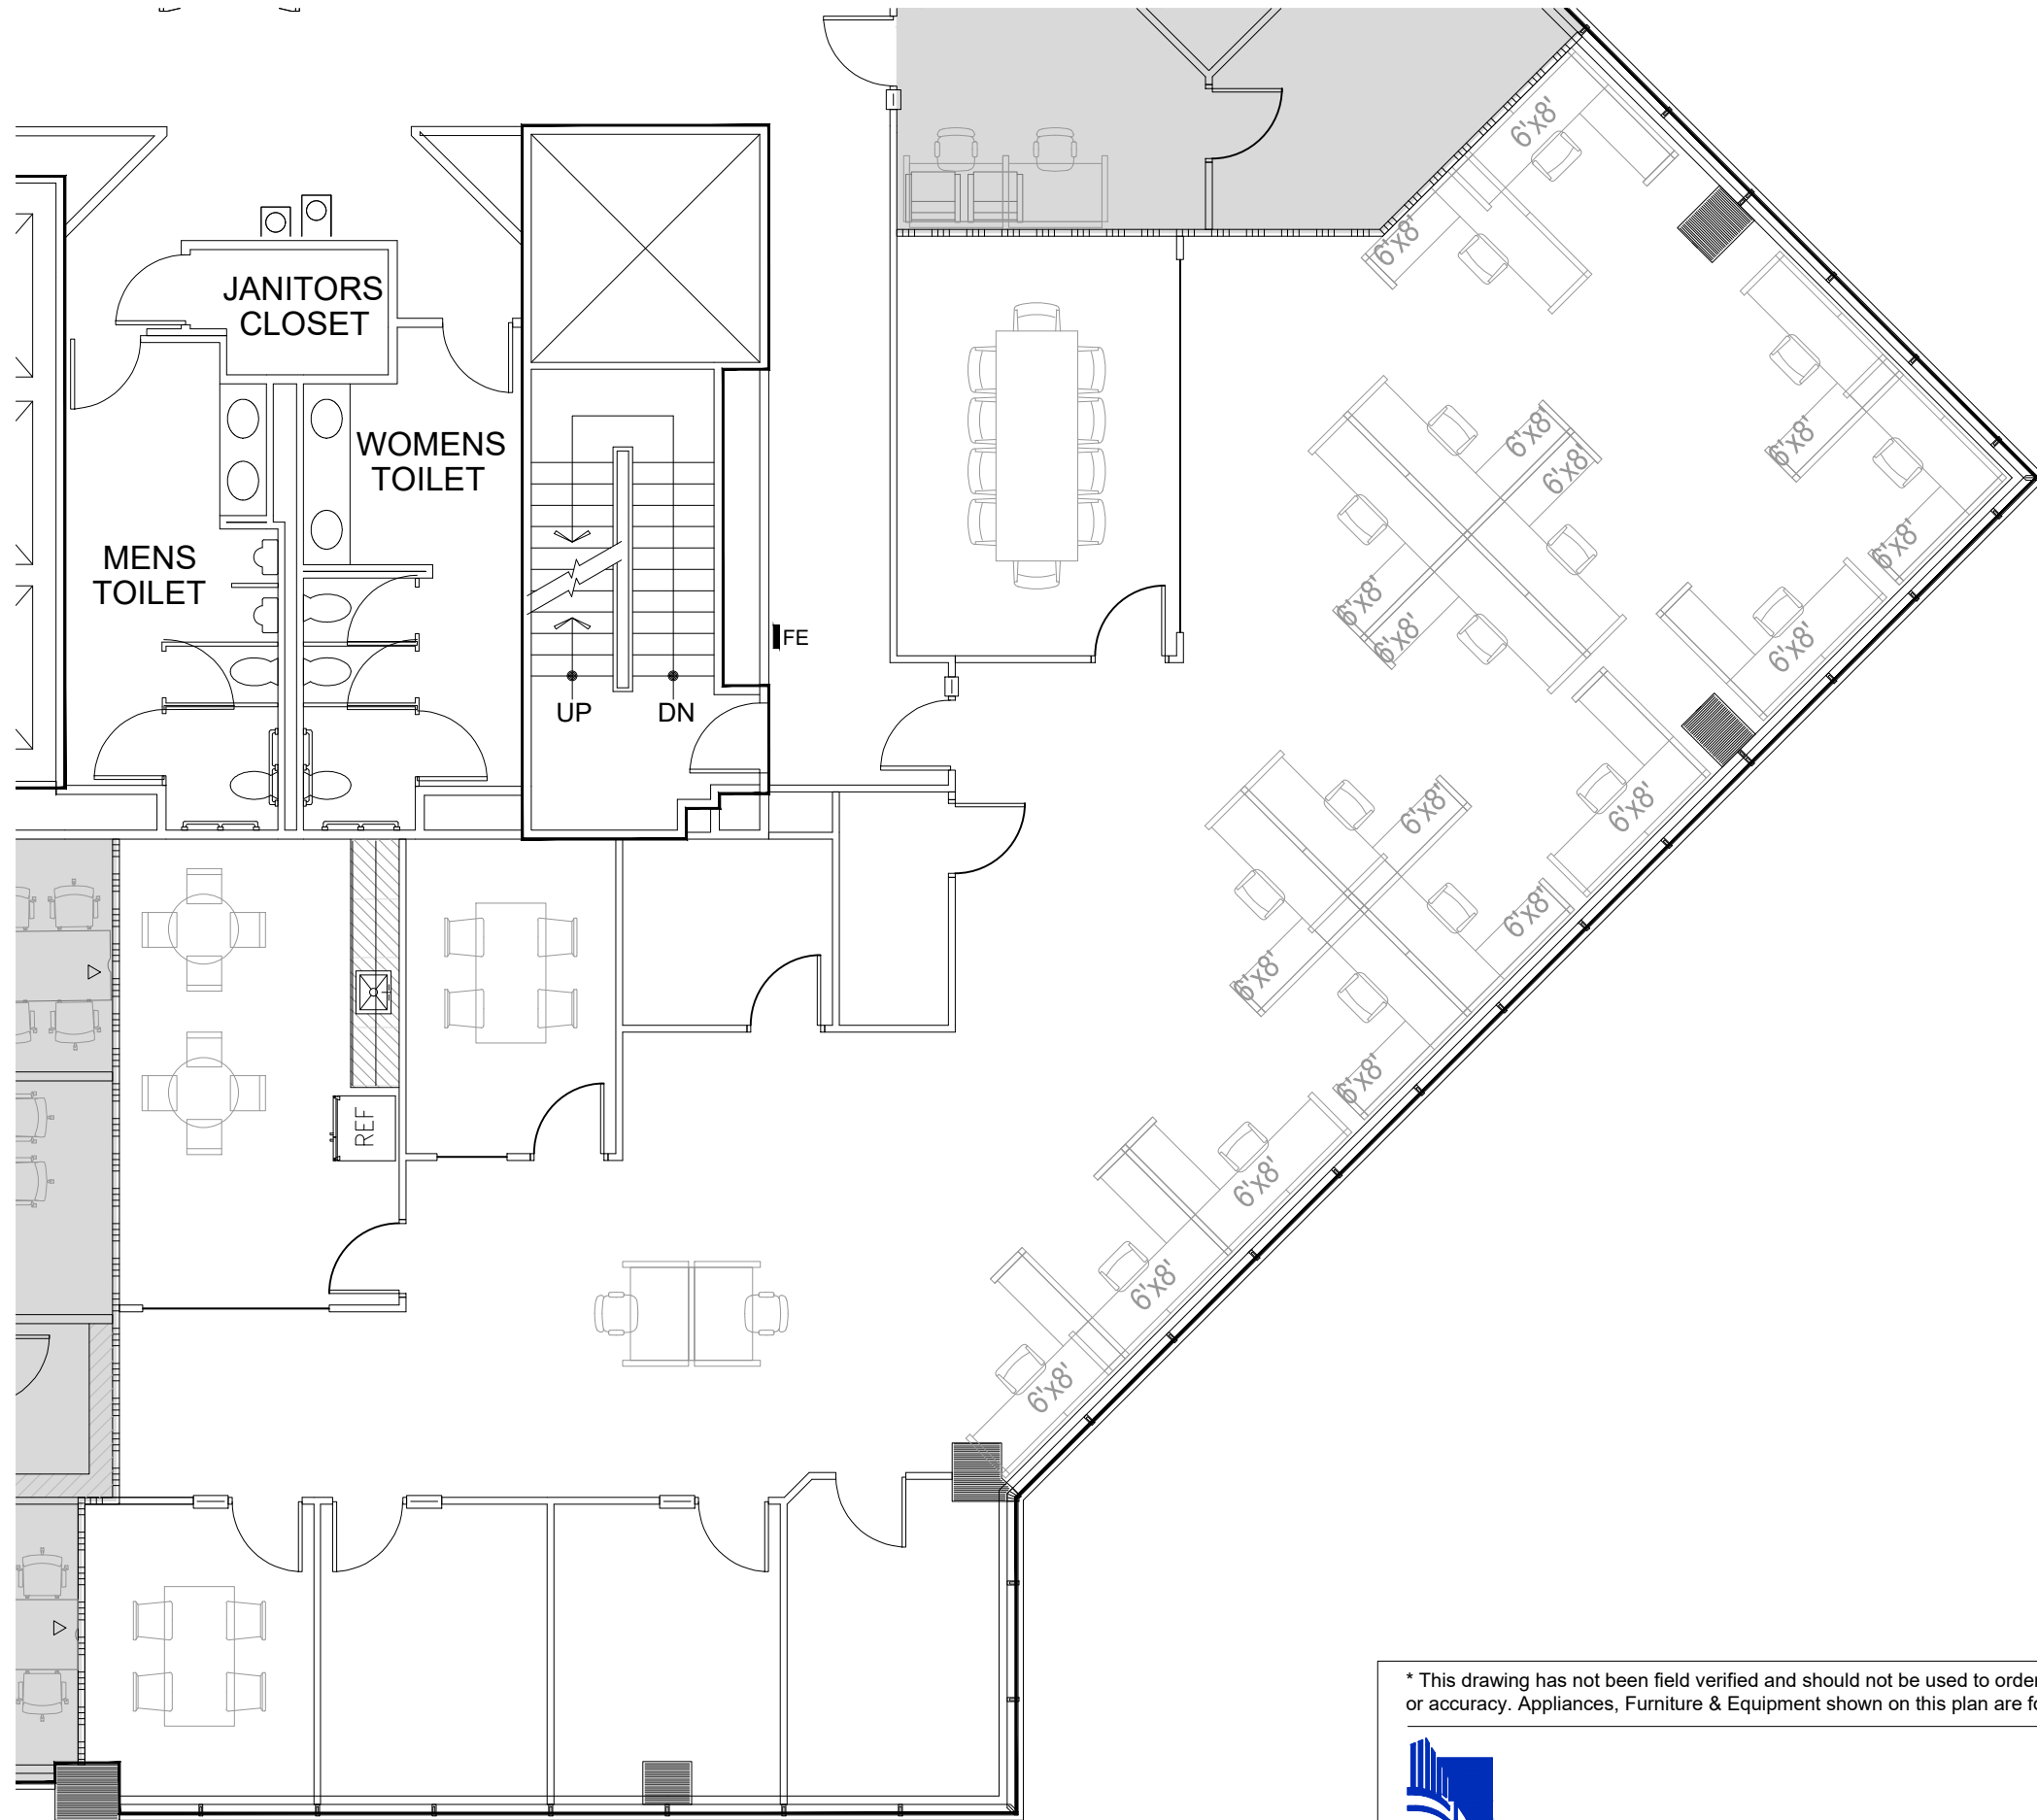 6'x8'
6'x8'
JANITORS
CLOSET
6'x8'
6'x8'
6'x8'
WOMENS
TOILET
6'x8'
MENS
TOILET
6'x8'
6'x8'
FE
6'x8'
UP
DN
6'x8'
6'x8'
6'x8'
6'x8'
6'x8'
REF
6'x8'
6'x8'
6'x8'
* This drawing has not been field verified and should not be used to order
or accuracy. Appliances, Furniture & Equipment shown on this plan are fo